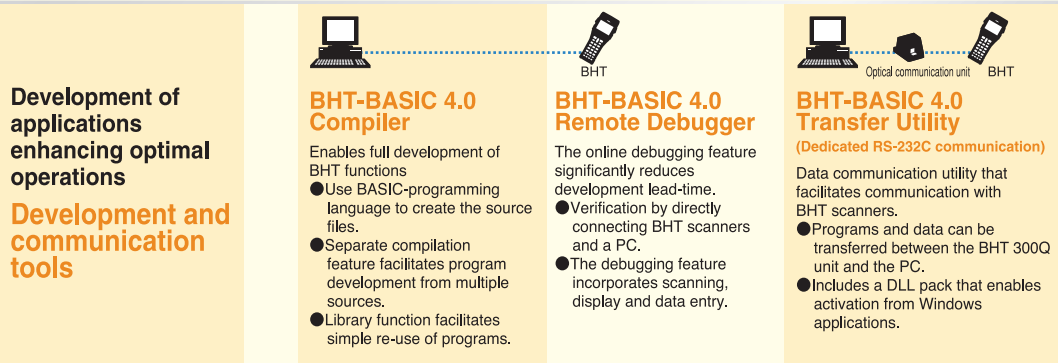 Development of
applications
enhancing optimal
operations
Development and
communication
tools
BHT-BASIC 4.0
Compiler
Enables full development of
BHT functions
●Use BASIC-programming
language to create the source
files.
●Separate compilation
feature facilitates program
development from multiple
sources.
●Library function facilitates
simple re-use of programs.
BHT
BHT-BASIC 4.0
Remote Debugger
The online debugging feature
significantly reduces
development lead-time.
●Verification by directly
connecting BHT scanners
and a PC.
●The debugging feature
incorporates scanning,
display and data entry.
Optical communication unit
BHT
BHT-BASIC 4.0
Transfer Utility
(Dedicated RS-232C communication)
Data communication utility that
facilitates communication with
BHT scanners.
●Programs and data can be
transferred between the BHT 300Q
unit and the PC.
●Includes a DLL pack that enables
activation from Windows
applications.